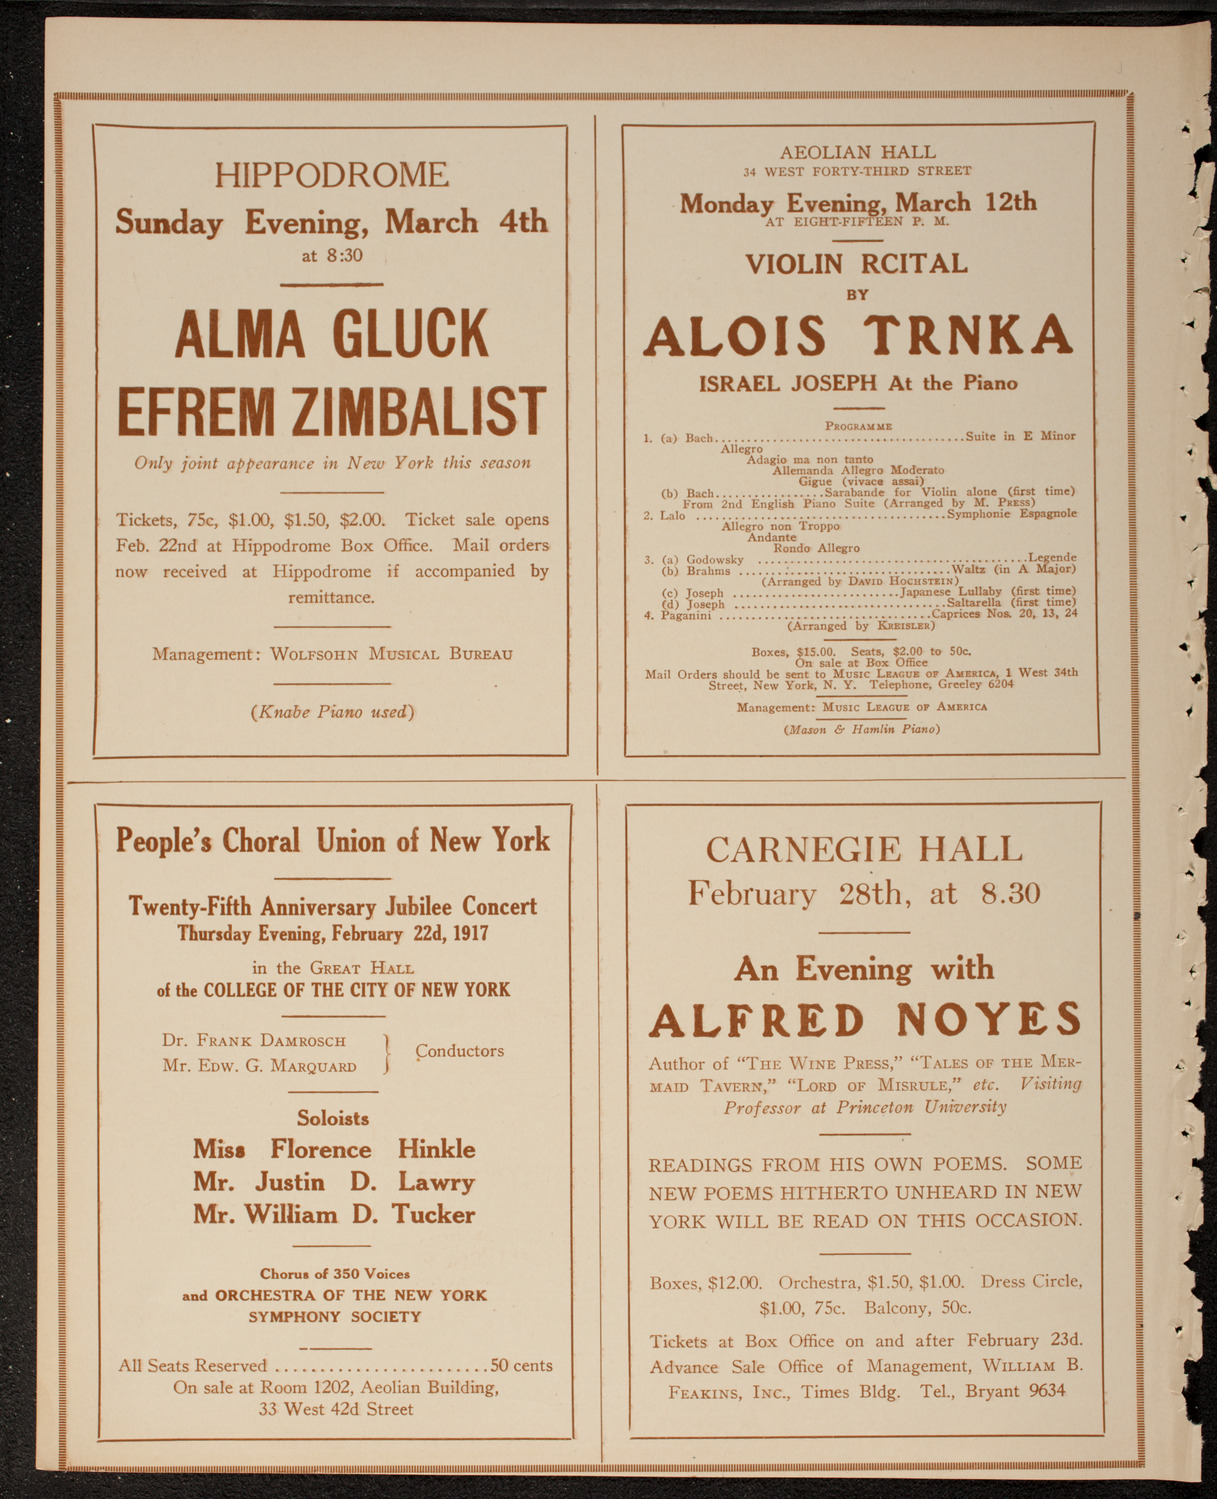 HIPPODROME
Sunday Evening, March 4th
at 8:30
ALMA GLUCK
EFREM ZIMBALIST
Only joint appearance in New York this season
Tickets, 75c, $1.00, $1.50, $2.00. Ticket sale opens
Feb. 22nd at Hippodrome Box Office. Mail orders
now received at Hippodrome if accompanied by
remittance.
Management: WOLFSOHN MUSICAL BUREAU
(Knabe Piano used)
AEOLIAN HALL
34 WEST FORTY-THIRD STREET
Monday Evening, March 12th
AT EIGHT-FIFTEEN P. M.
VIOLIN RCITAL
BY
ALOIS TRNKA
ISRAEL JOSEPH At the Piano
PROGRAMME
1. (a) Bach........................................Suite in E Minor
Allegro
Adagio ma non tanto
Allemanda Allegro Moderato
Gigue (vivace assai)
(b) Bach.................Sarabande for Violin alone (first time)
From 2nd English Piano Suite (Arranged by M. PRESS)
2. Lalo ........................................Symphonie Espagnole
Allegro non Troppo
Andante
Rondo Allegro
3. (a) Godowsky ...........................................Legende
(b) Brahms ..................................Waltz (in A Major)
(Arranged by DAVID HOCHSTEIN)
(c) Joseph ..........................Japanese Lullaby (first time)
(d) Joseph .................................Saltarella (first time)
4. Paganini .................................Caprices Nos. 20, 13, 24
(Arranged by KREISLER)
Boxes, $15.00. Seats, $2.00 to 50c.
On sale at Box Office
Mail Orders should be sent to MUSIC LEAGUE OF AMERICA, 1 West 34th
Street, New York, N. Y. Telephone, Greeley 6204
Management: MUSIC LEAGUE OF AMERICA
(Mason & Hamlin Piano)
People's Choral Union of New York
Twenty-Fifth Anniversary Jubilee Concert
Thursday Evening, February 22d, 1917
in the GREAT HALL
of the COLLEGE OF THE CITY OF NEW YORK
Dr. FRANK DAMROSCH
Mr. EDW. G. MARQUARD } Conductors
Soloists
Miss Florence Hinkle
Mr. Justin D. Lawry
Mr. William D. Tucker
Chorus of 350 Voices
and ORCHESTRA OF THE NEW YORK
SYMPHONY SOCIETY
All Seats Reserved ........................50 cents
On sale at Room 1202, Aeolian Building,
33 West 42d Street
CARNEGIE HALL
February 28th, at 8.30
An Evening with
ALFRED NOYES
Author of "THE WINE PRESS," "TALES OF THE MER-
MAID TAVERN," "LORD OF MISRULE," etc. Visiting
Professor at Princeton University
READINGS FROM HIS OWN POEMS. SOME
NEW POEMS HITHERTO UNHEARD IN NEW
YORK WILL BE READ ON THIS OCCASION.
Boxes, $12.00. Orchestra, $1.50, $1.00. Dress Circle,
$1.00, 75c. Balcony, 50c.
Tickets at Box Office on and after February 23d.
Advance Sale Office of Management, WILLIAM B.
FEAKINS, INC., Times Bldg. Tel., Bryant 9634